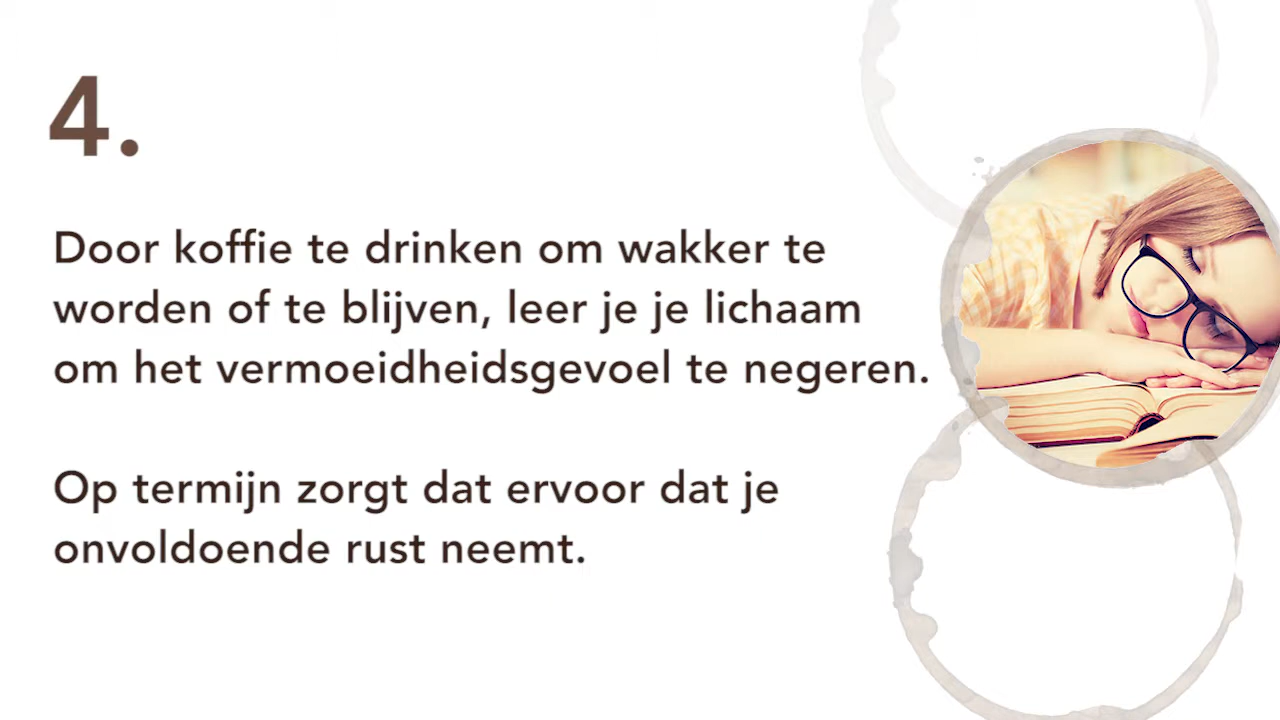 4.
Door koffie te drinken om wakker te
worden of te blijven, leer je je lichaam
om het vermoeidheidsgevoel te negeren.
Op termijn zorgt dat ervoor dat je
onvoldoende rust neemt.